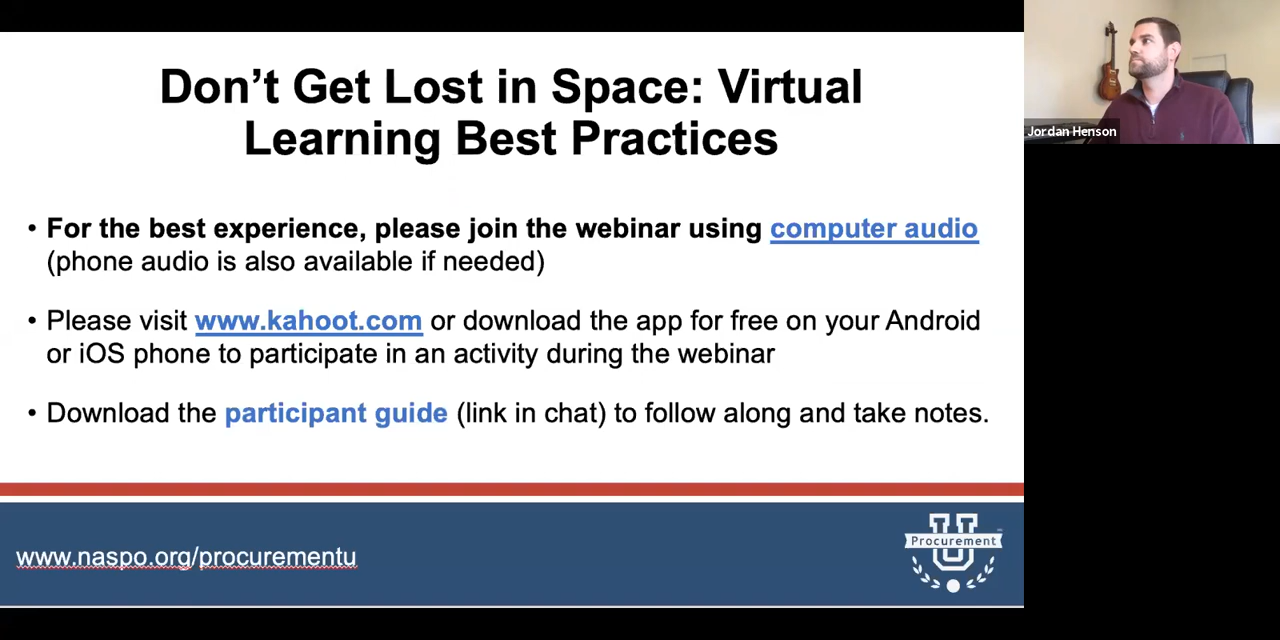 Don’t Get Lost in Space: Virtual
Learning Best Practices
• For the best experience, please join the webinar using computer audio
(phone audio is also available if needed)
• Please visit www.kahoot.com or download the app for free on your Android
or iOS phone to participate in an activity during the webinar
• Download the participant guide (link in chat) to follow along and take notes.
www.naspo.org/procurementu
U
Procurement
Jordan Henson